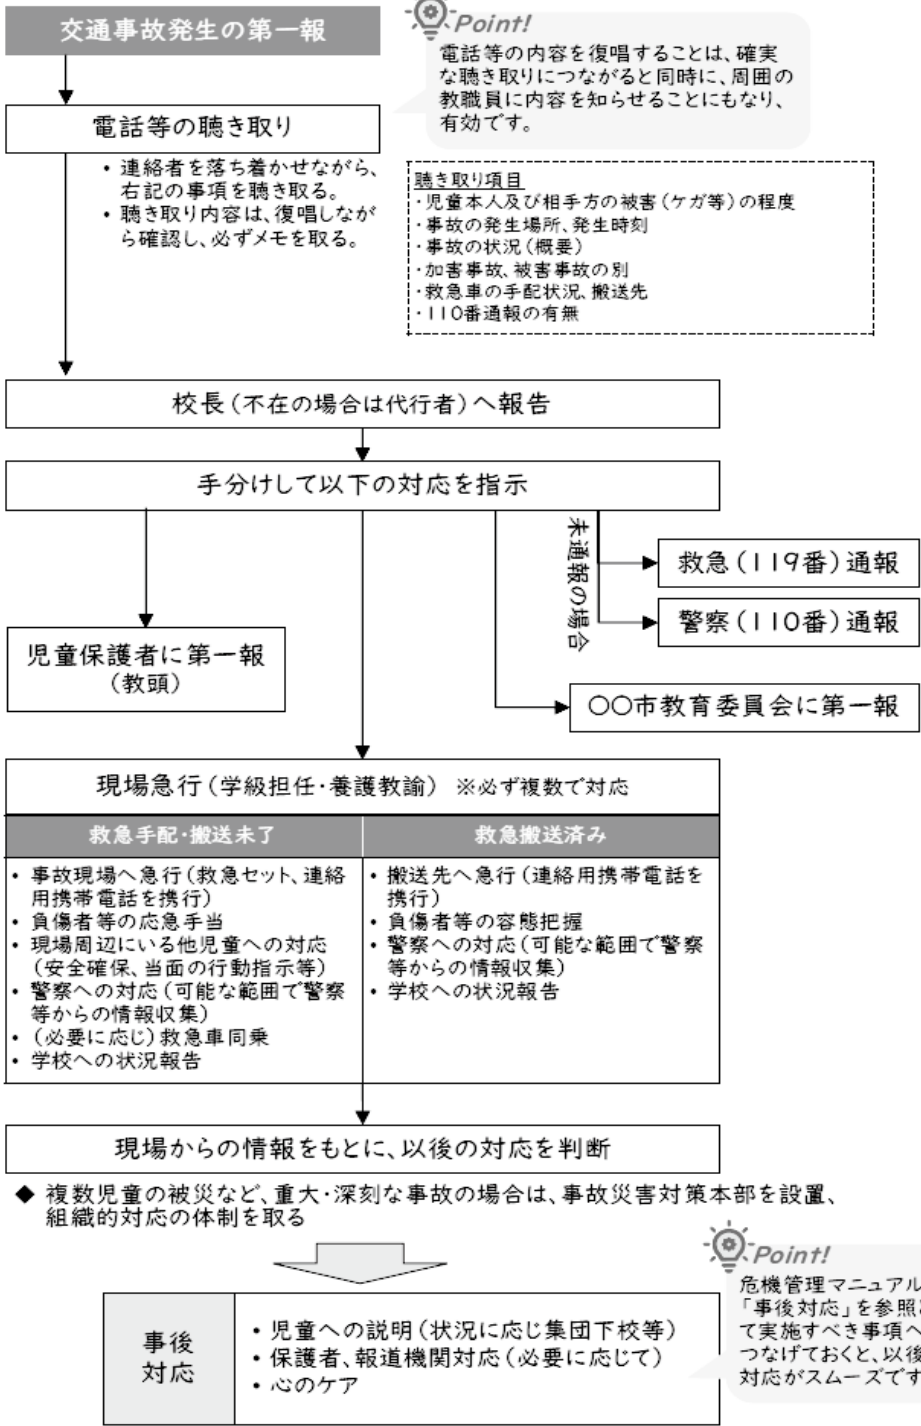 交通事故発生の第一報
Point!
電話等の内容を復唱することは、確実
な聴き取りにつながると同時に、周囲の
教職員に内容を知らせることにもなり、
有効です。
電話等の聴き取り
・連絡者を落ち着かせながら、
右記の事項を聴き取る。
・聴き取り内容は、復唱しなが
ら確認し、必ずメモを取る。
聴き取り項目
・児童本人及び相手方の被害(ケガ等)の程度
・事故の発生場所、発生時刻
・事故の状況(概要)
・加害事故、被害事故の別
・救急車の手配状況、搬送先
・110番通報の有無
校長(不在の場合は代行者)へ報告
手分けして以下の対応を指示
未通報の場合
救急(119番)通報
警察(110番)通報
児童保護者に第一報
(教頭)
〇〇市教育委員会に第一報
現場急行(学級担任・養護教諭) ※必ず複数で対応
救急手配・搬送未了
・事故現場へ急行(救急セット、連絡
用携帯電話を携行)
・負傷者等の応急手当
・現場周辺にいる他児童への対応
(安全確保、当面の行動指示等)
・警察への対応(可能な範囲で警察
等からの情報収集)
・(必要に応じ)救急車同乗
・学校への状況報告
救急搬送済み
・搬送先へ急行(連絡用携帯電話を
携行)
・負傷者等の容態把握
・警察への対応(可能な範囲で警察
等からの情報収集)
・学校への状況報告
現場からの情報をもとに、以後の対応を判断
◆ 複数児童の被災など、重大・深刻な事故の場合は、事故災害対策本部を設置、
組織的対応の体制を取る
Point!
危機管理マニュアル
「事後対応」を参照
て実施すべき事項へ
つなげておくと、以後
対応がスムーズです
事後
対応
・児童への説明(状況に応じ集団下校等)
・保護者、報道機関対応(必要に応じて)
・心のケア